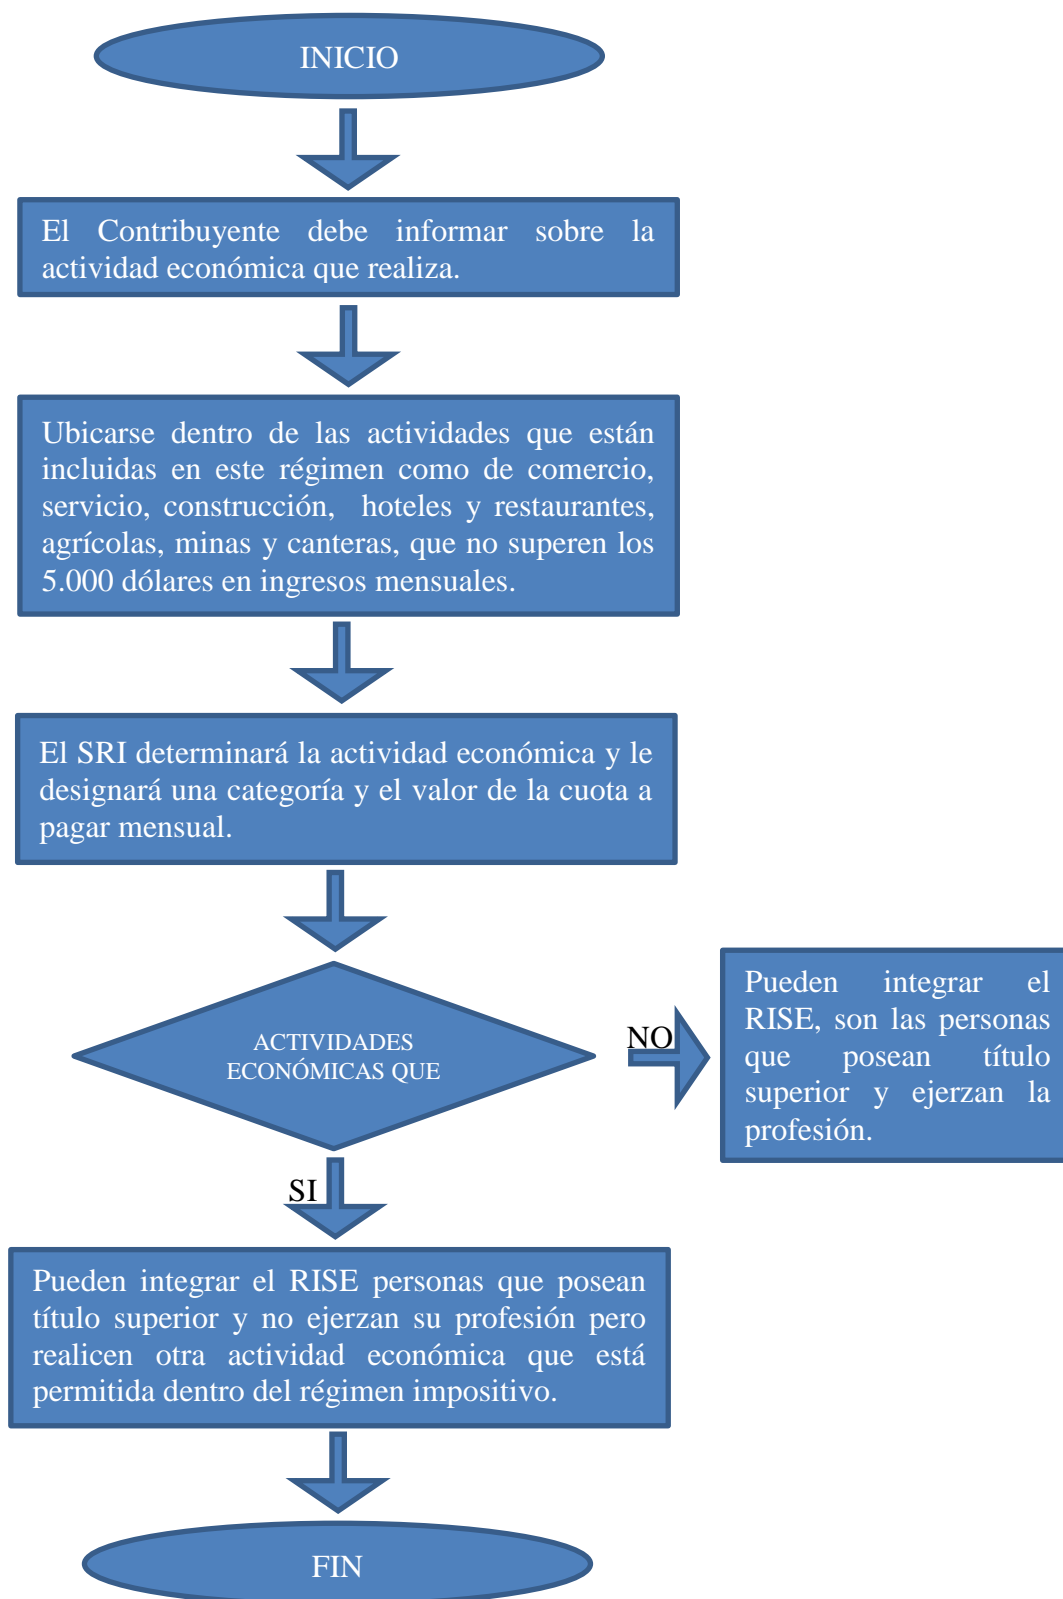 INICIO
El Contribuyente debe informar sobre la
actividad económica que realiza.
Ubicarse dentro de las actividades que están
incluidas en este régimen como de comercio,
servicio, construcción, hoteles y restaurantes,
agrícolas, minas y canteras, que no superen los
5.000 dólares en ingresos mensuales.
El SRI determinará la actividad económica y le
designará una categoría y el valor de la cuota a
pagar mensual.
ACTIVIDADES
ECONÓMICAS QUE
NO
Pueden integrar el
RISE, son las personas
que posean título
superior y ejerzan la
profesión.
SI
Pueden integrar el RISE personas que posean
título superior y no ejerzan su profesión pero
realicen otra actividad económica que está
permitida dentro del régimen impositivo.
FIN